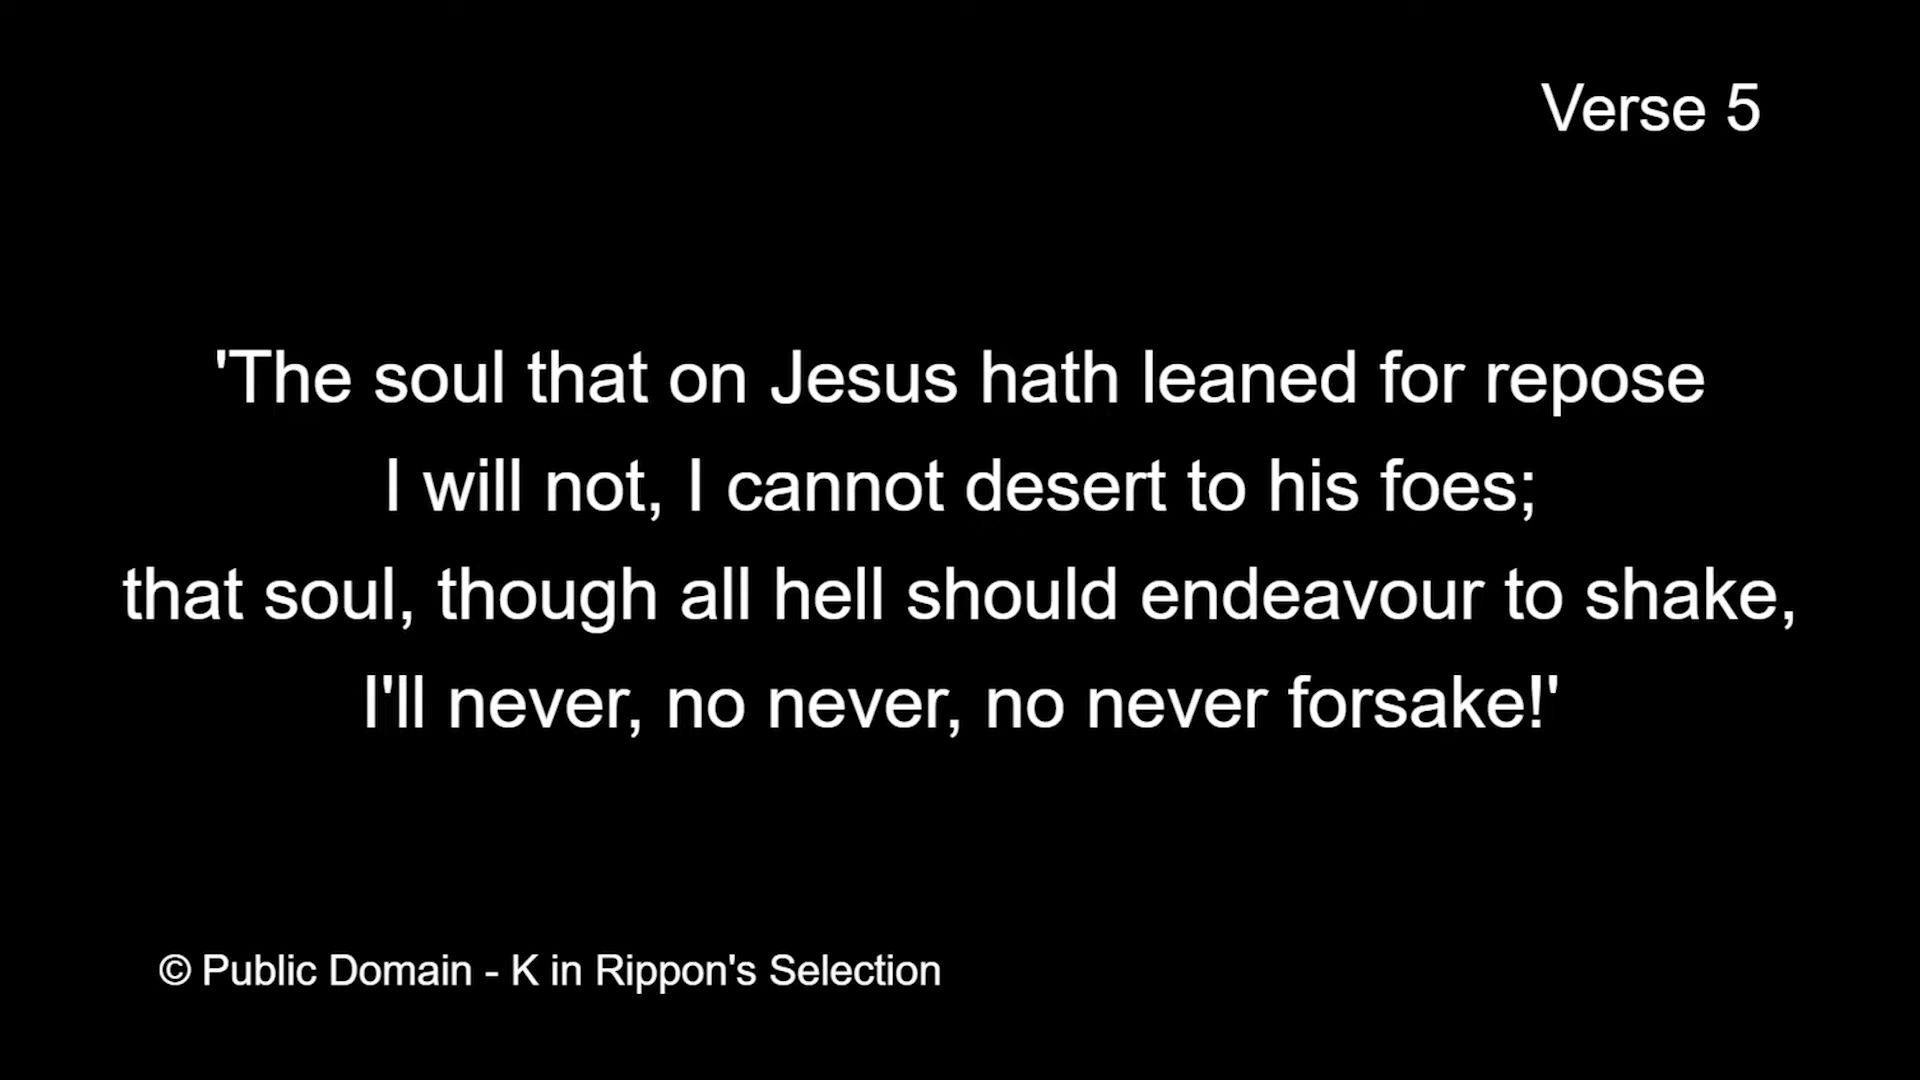 Verse 5
'The soul that on Jesus hath leaned for repose
I will not, I cannot desert to his foes;
that soul, though all hell should endeavour to shake,
I'll never, no never, no never forsake!'
© Public Domain - K in Rippon's Selection